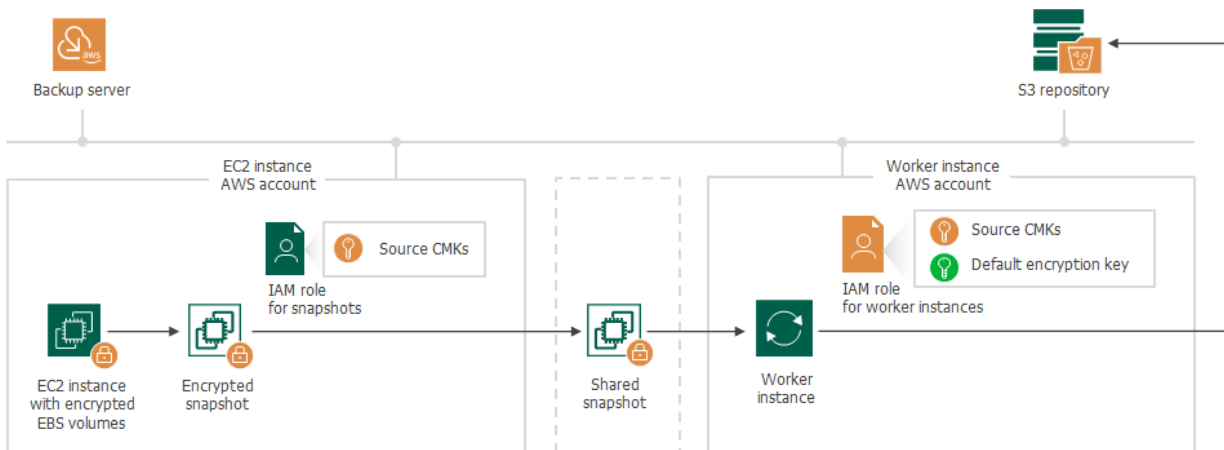 aws
Backup server
S3 repository
EC2 instance
AWS account
Worker instance
AWS account
Source CMKs
IAM role
for snapshots
Source CMKs
Default encryption key
IAM role
for worker instances
EC2 instance
with encrypted
EBS volumes
Encrypted
snapshot
Shared
snapshot
Worker
instance